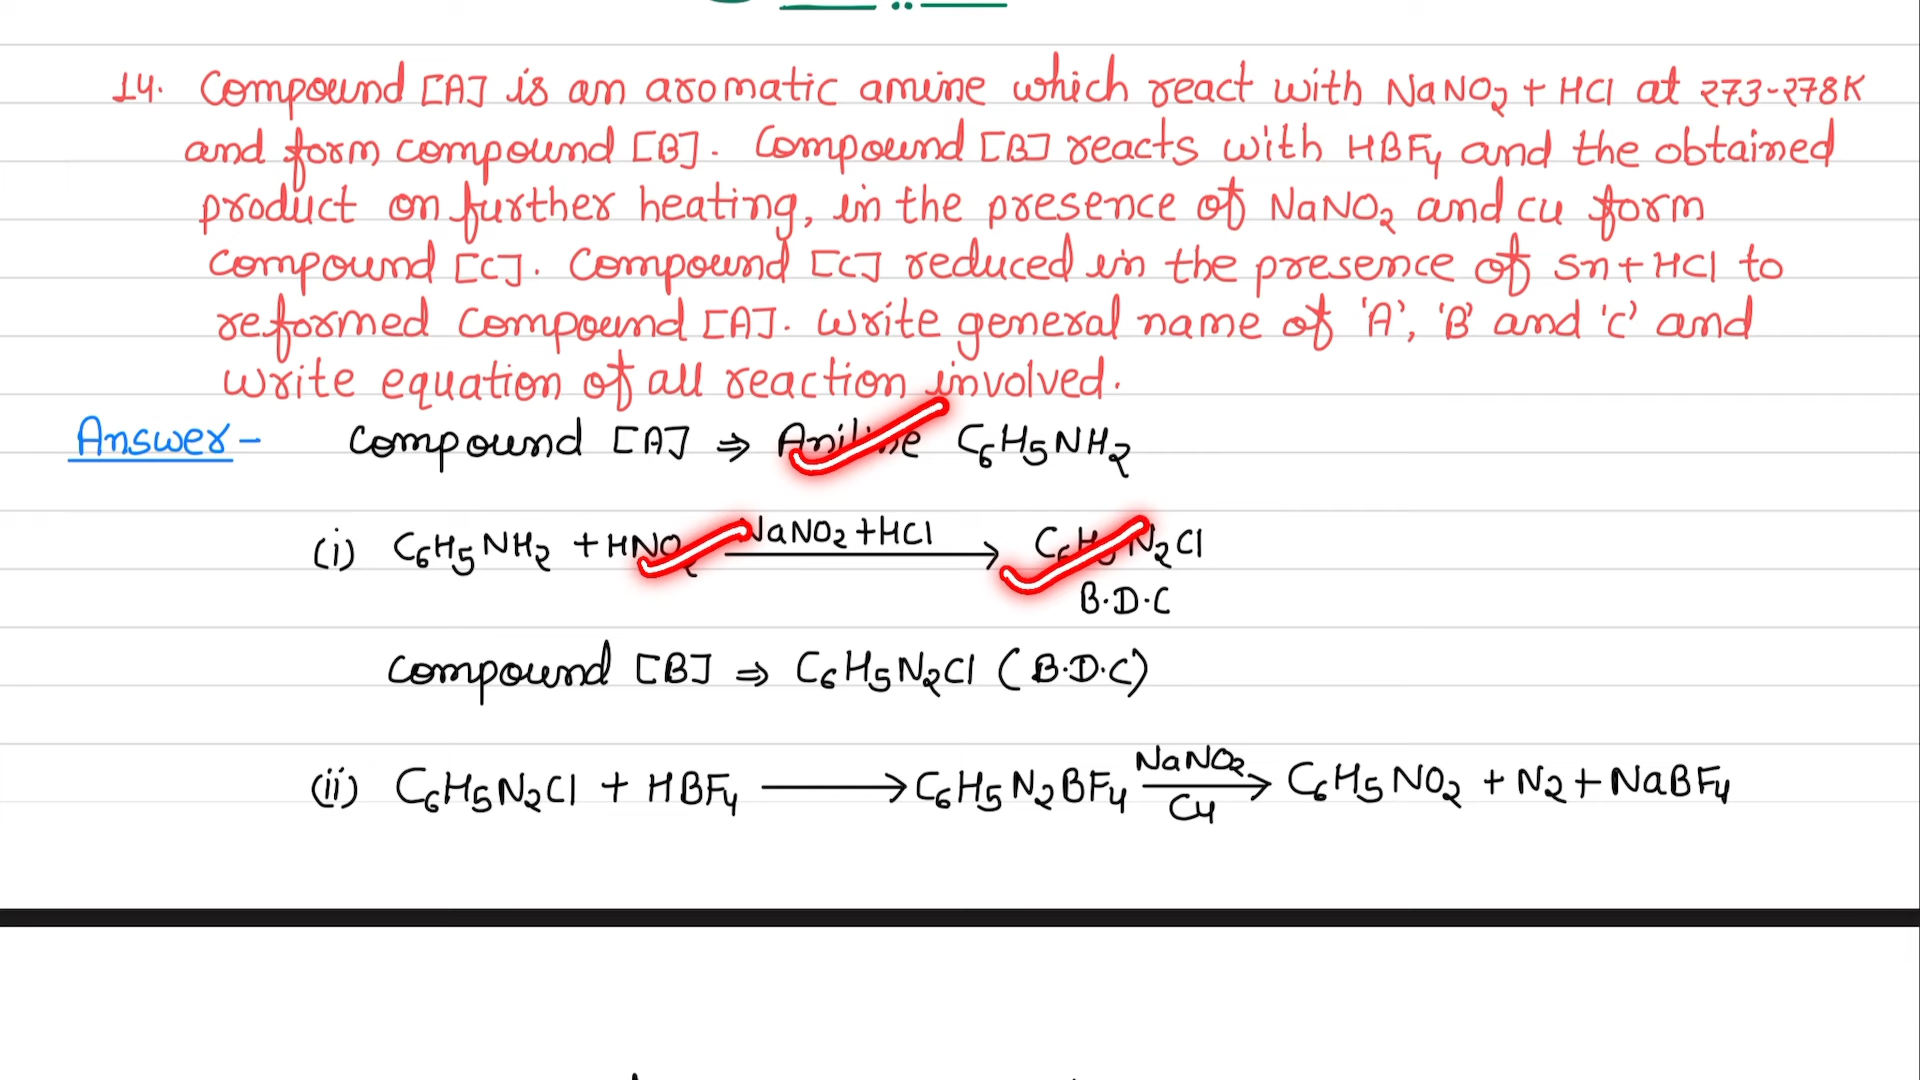 14. Compound [A] is an aromatic amine which react with NaNO₂ + HCl at 273-278K
and form compound [B]. Compound [B] reacts with HBF₄ and the obtained
product on further heating, in the presence of NaNO₂ and Cu form
compound [C]. Compound [C] reduced in the presence of Sn + HCl to
reformed compound [A]. Write general name of 'A', 'B' and 'C' and
write equation of all reaction involved.
Answer- Compound [A] ⇒ Aniline C₆H₅NH₂
(i) C₆H₅NH₂ + HNO₂ NaNO₂+HCl → C₆H₅N₂Cl
B.D.C
Compound [B] ⇒ C₆H₅N₂Cl (B.D.C)
(ii) C₆H₅N₂Cl + HBF₄ → C₆H₅N₂BF₄ NaNO₂ → Cu C₆H₅NO₂ + N₂ + NaBF₄